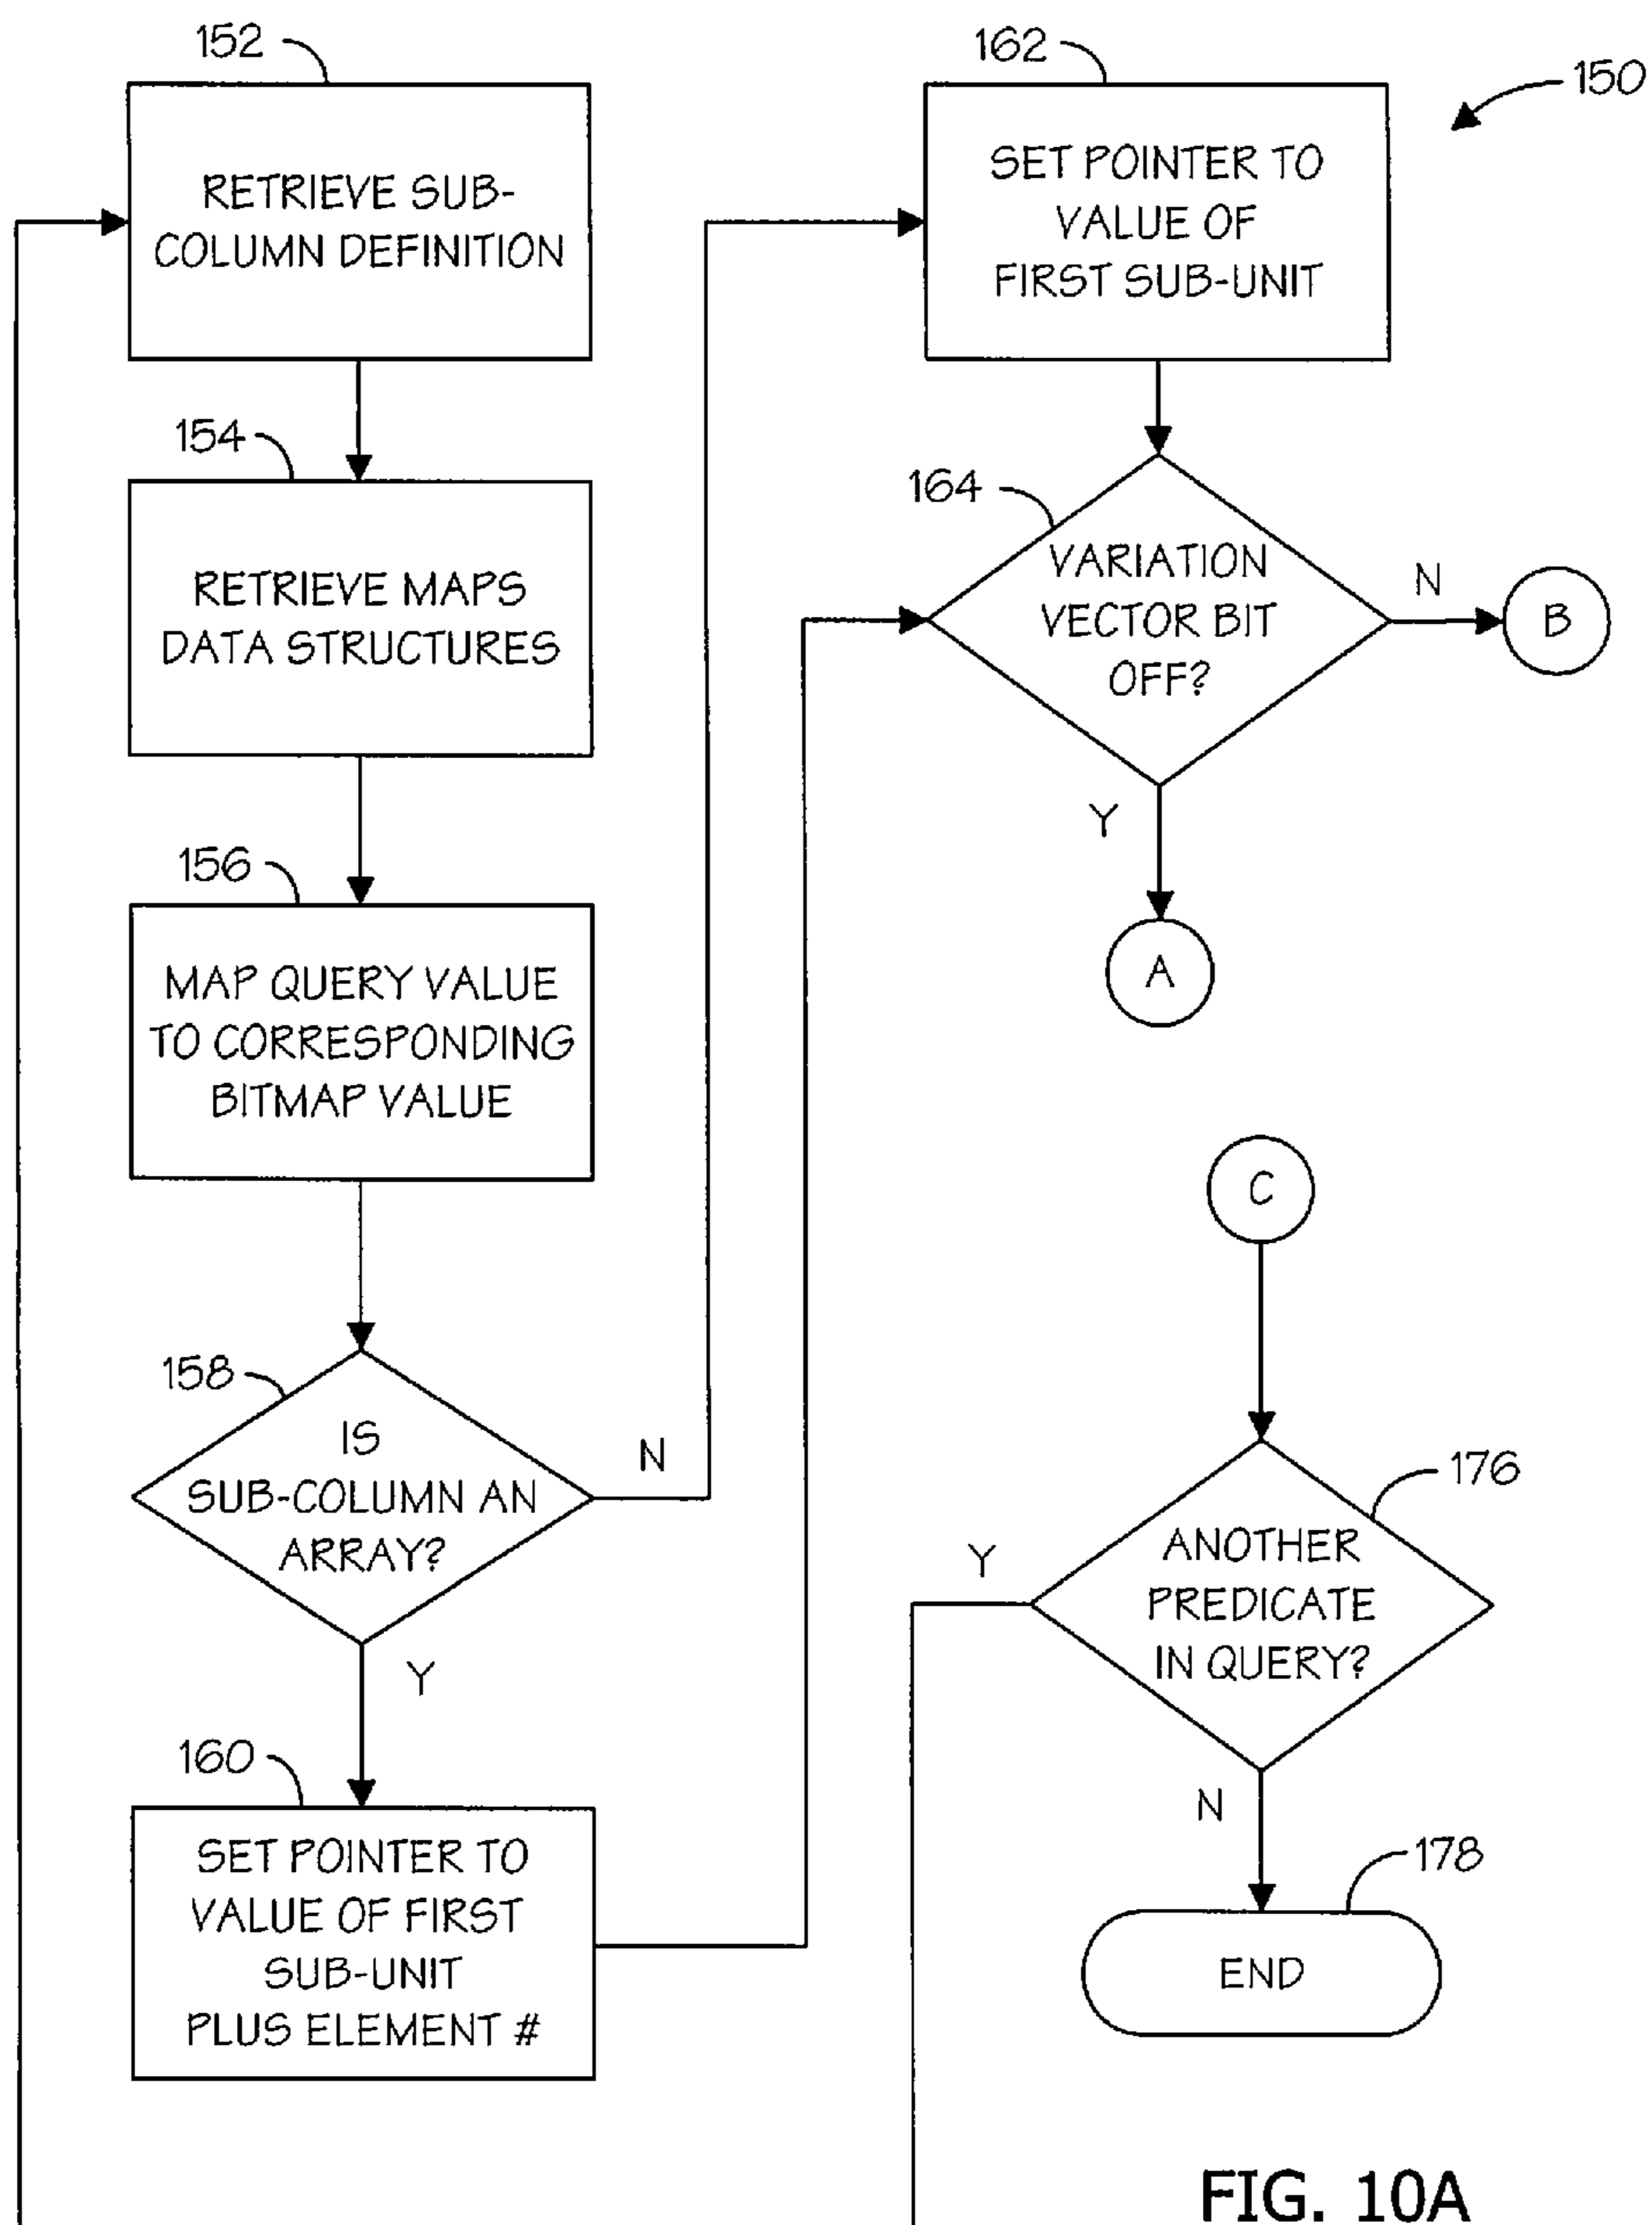 152
RETRIEVE SUB-
COLUMN DEFINITION
154
RETRIEVE MAPS
DATA STRUCTURES
156
MAP QUERY VALUE
TO CORRESPONDING
BITMAP VALUE
158
IS
SUB-COLUMN AN
ARRAY?
N
Y
160
SET POINTER TO
VALUE OF FIRST
SUB-UNIT
PLUS ELEMENT #
162
150
SET POINTER TO
VALUE OF
FIRST SUB-UNIT
164
VARIATION
VECTOR BIT
OFF?
N
B
Y
A
C
176
ANOTHER
PREDICATE
IN QUERY?
Y
N
178
END
FIG. 10A